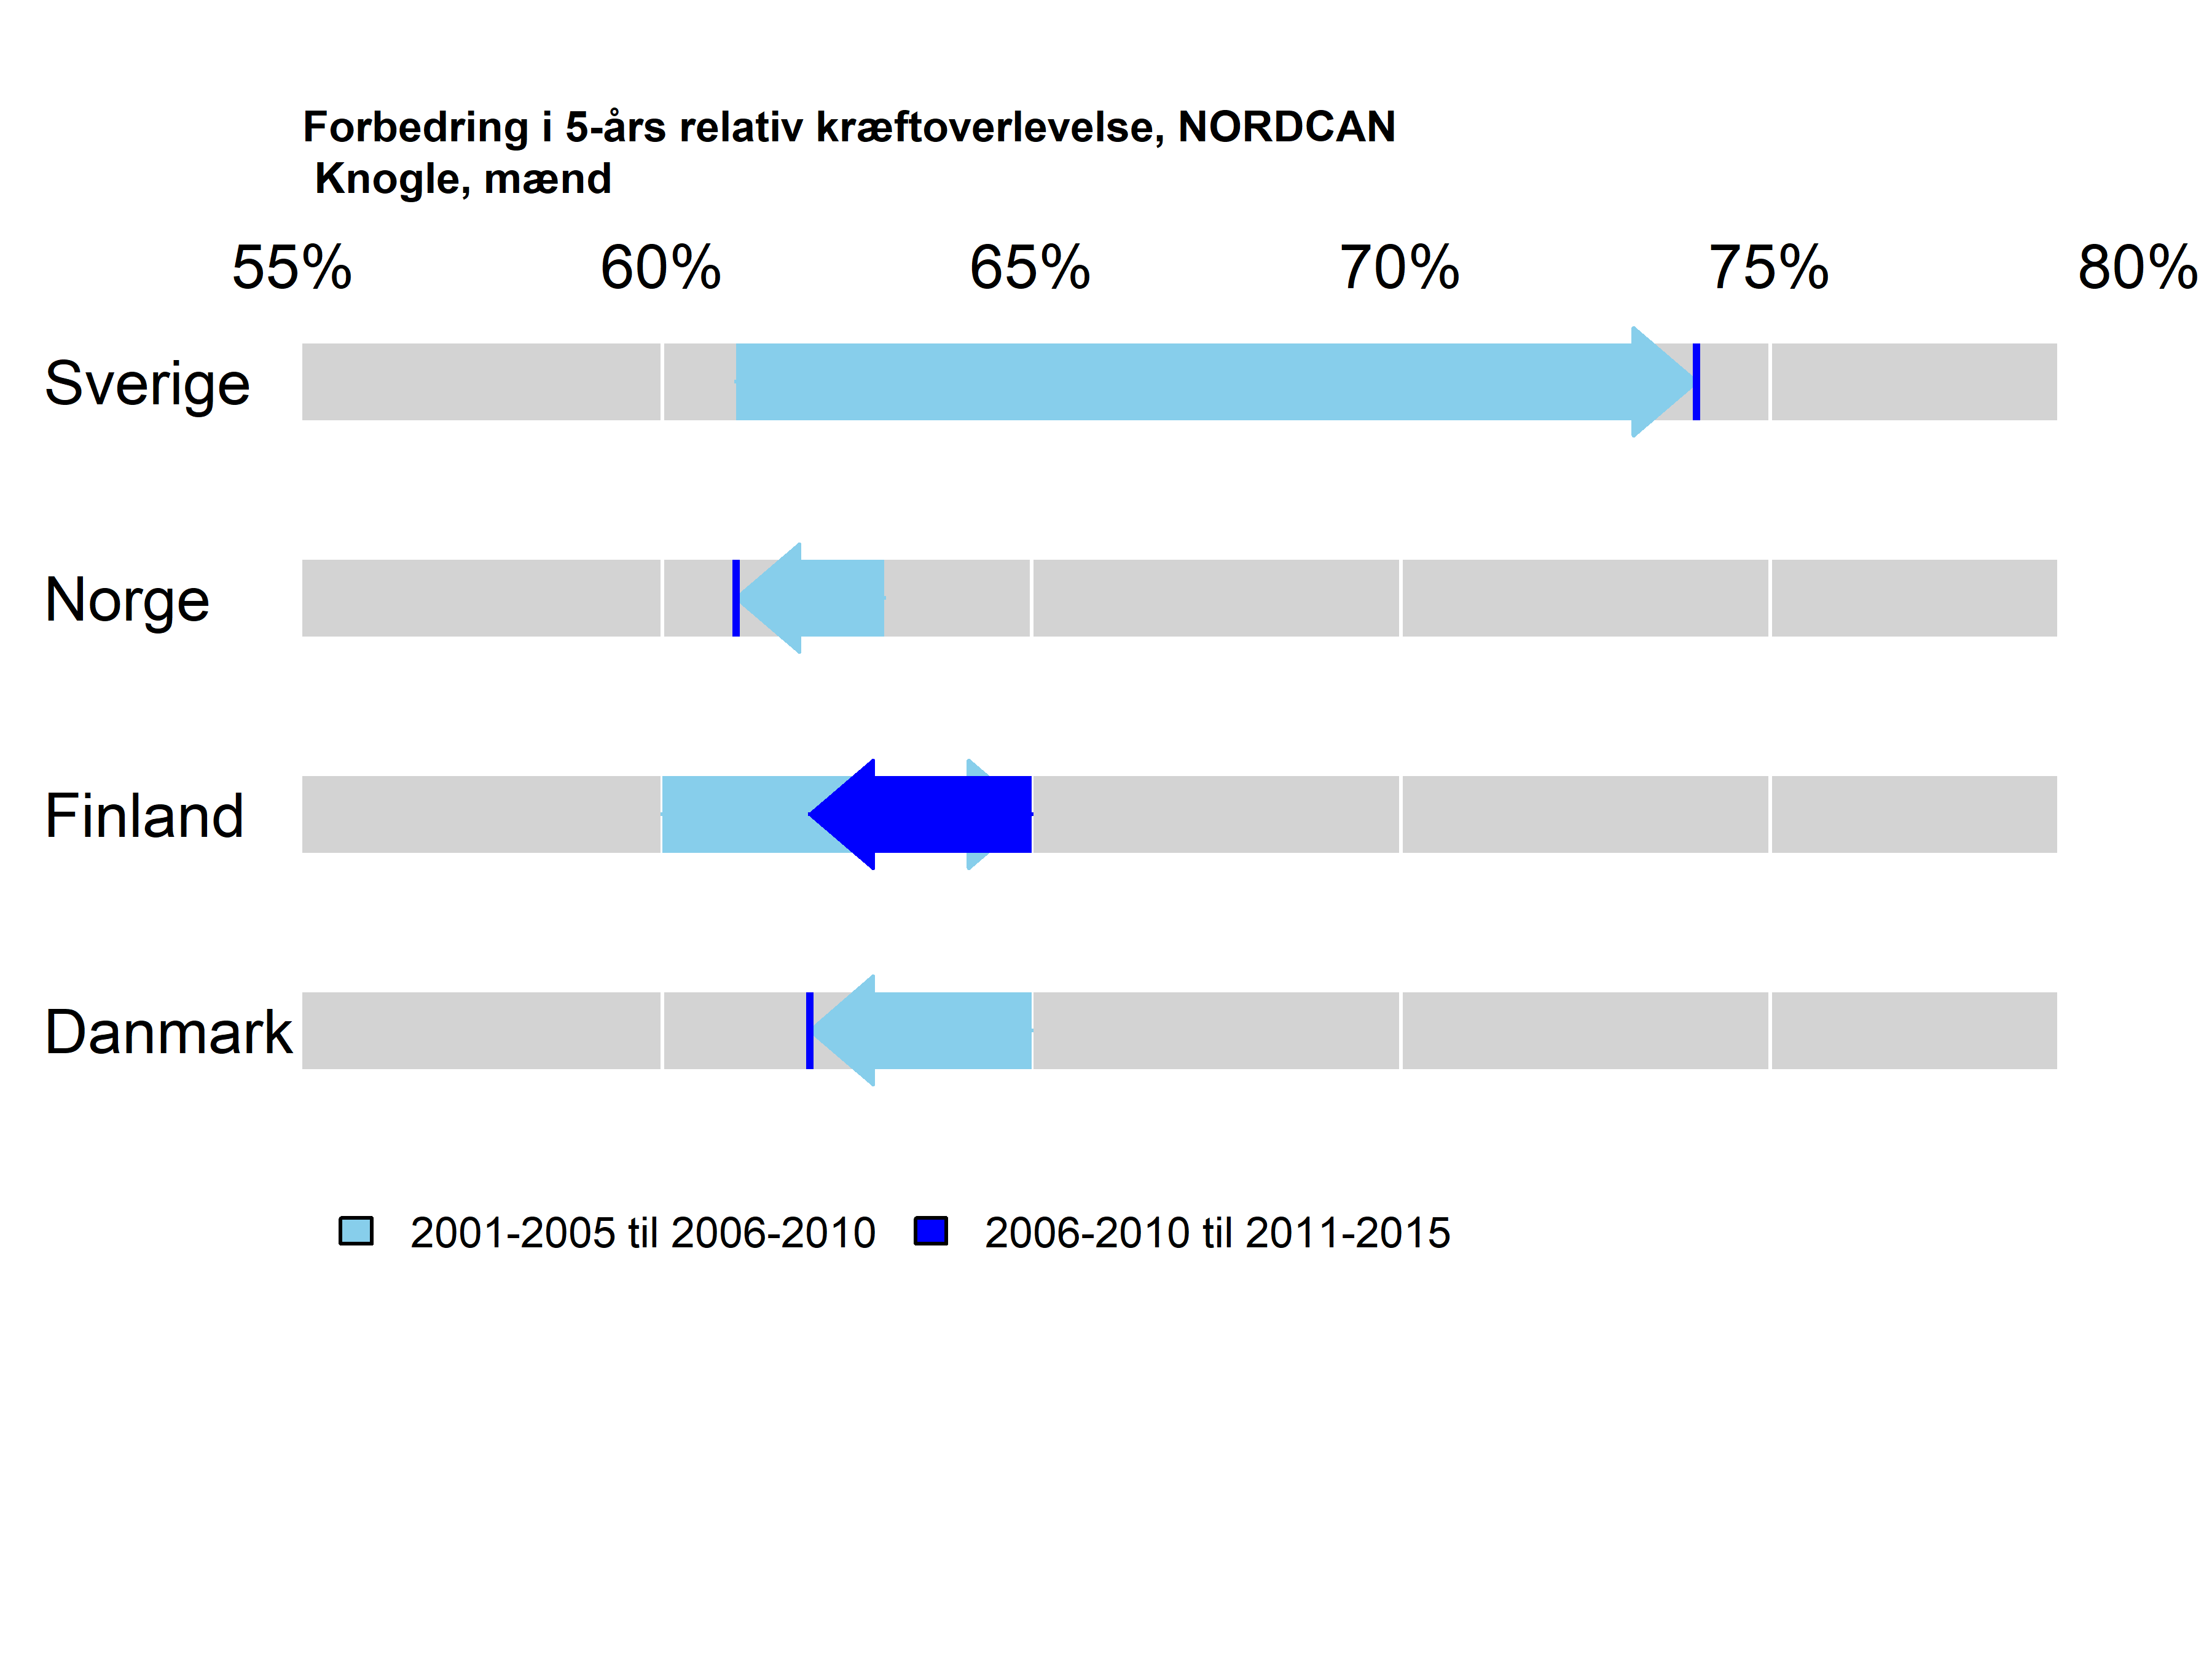 Forbedring i 5-års relativ kræftoverlevelse, NORDCAN
Knogle, mænd
55% 60% 65% 70% 75% 80%
Sverige
Norge
Finland
Danmark
2001-2005 til 2006-2010 2006-2010 til 2011-2015